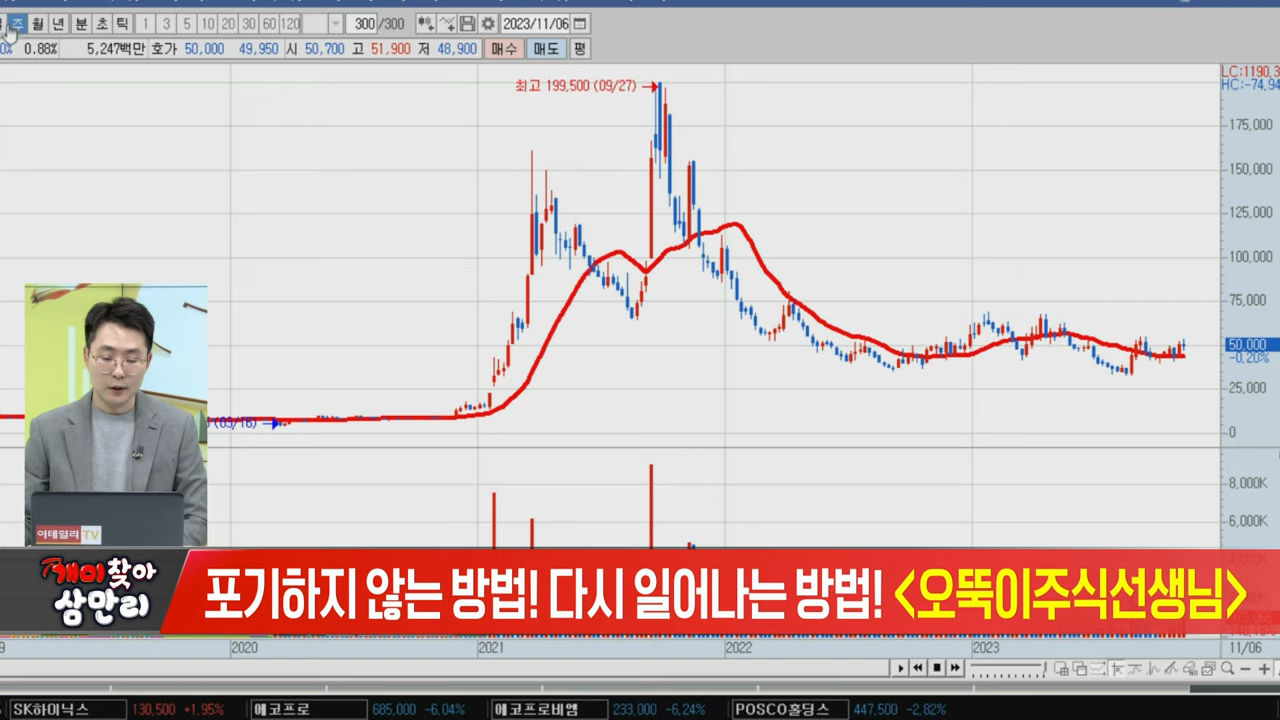 주 월 년 분 초 틱 1 3 5 10 20 30 60 120 300 /300 2023/11/06
0% 0.88% 5,247백만 호가 50,000 49,950 시 50,700 고 51,900 저 48,900 매수 매도 평
LC:1190,3
HC:-74,94
최고 199,500 (09/27)
175,000
150,000
125,000
100,000
75,000
50,000
-0,20%
25,000
0
(03/16)
8,000K
6,000K
이데일리 TV
개미찾아
삼만리
포기하지 않는 방법! 다시 일어나는 방법! <오뚝이주식선생님>
9 2020 2021 2022 2023 11/06
SK하이닉스 130,500 +1.95% 에코프로 685,000 -6,04% 에코프로비엠 233,000 -6,24% POSCO홀딩스 447,500 -2,82%